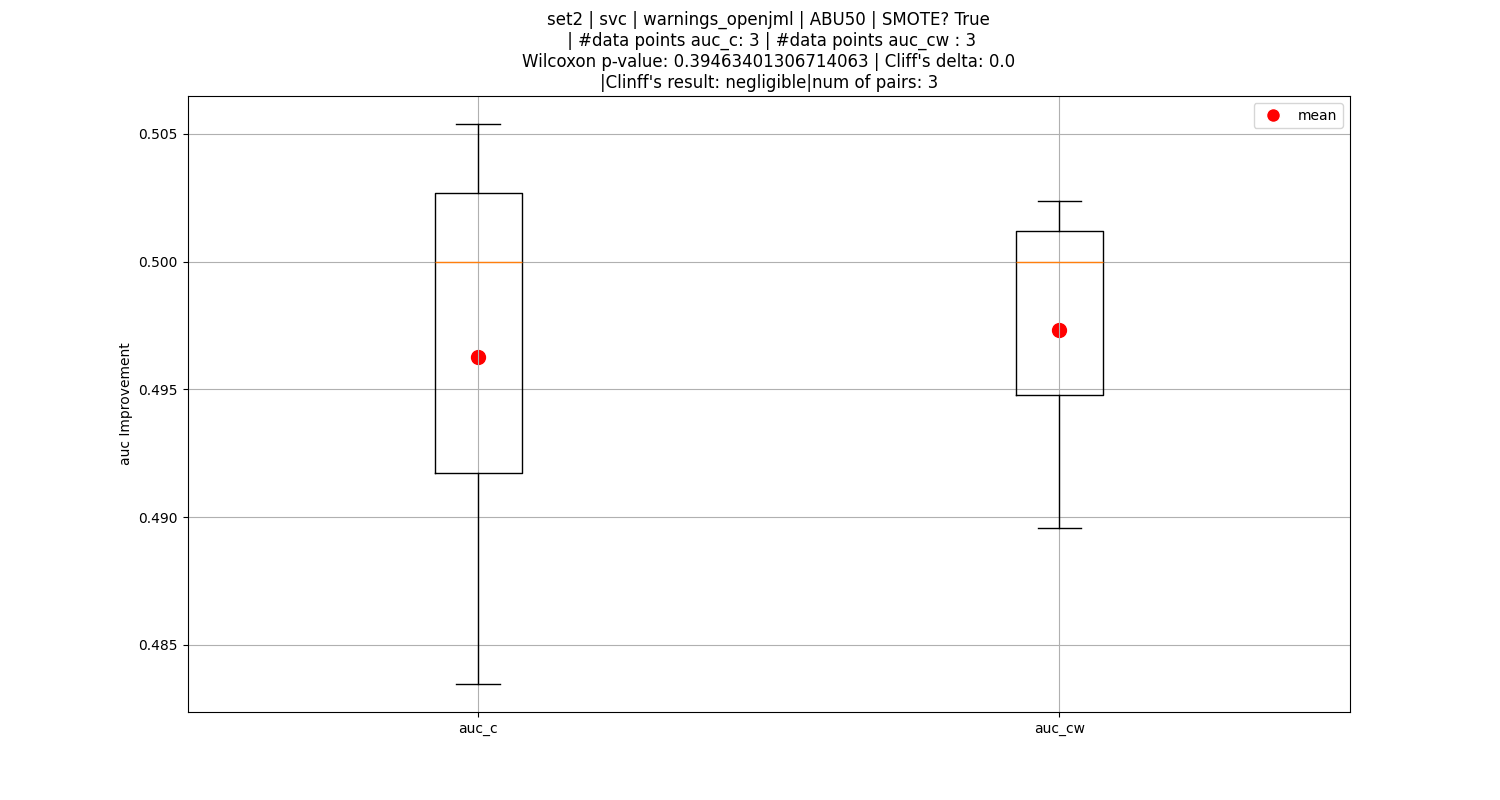 set2 | svc | warnings_openjml | ABU50 | SMOTE? True
| #data points auc_c: 3 | #data points auc_cw : 3
Wilcoxon p-value: 0.39463401306714063 | Cliff's delta: 0.0
|Clinff's result: negligible|num of pairs: 3
mean
0.505
0.500
0.495
0.490
0.485
auc Improvement
auc_c
auc_cw